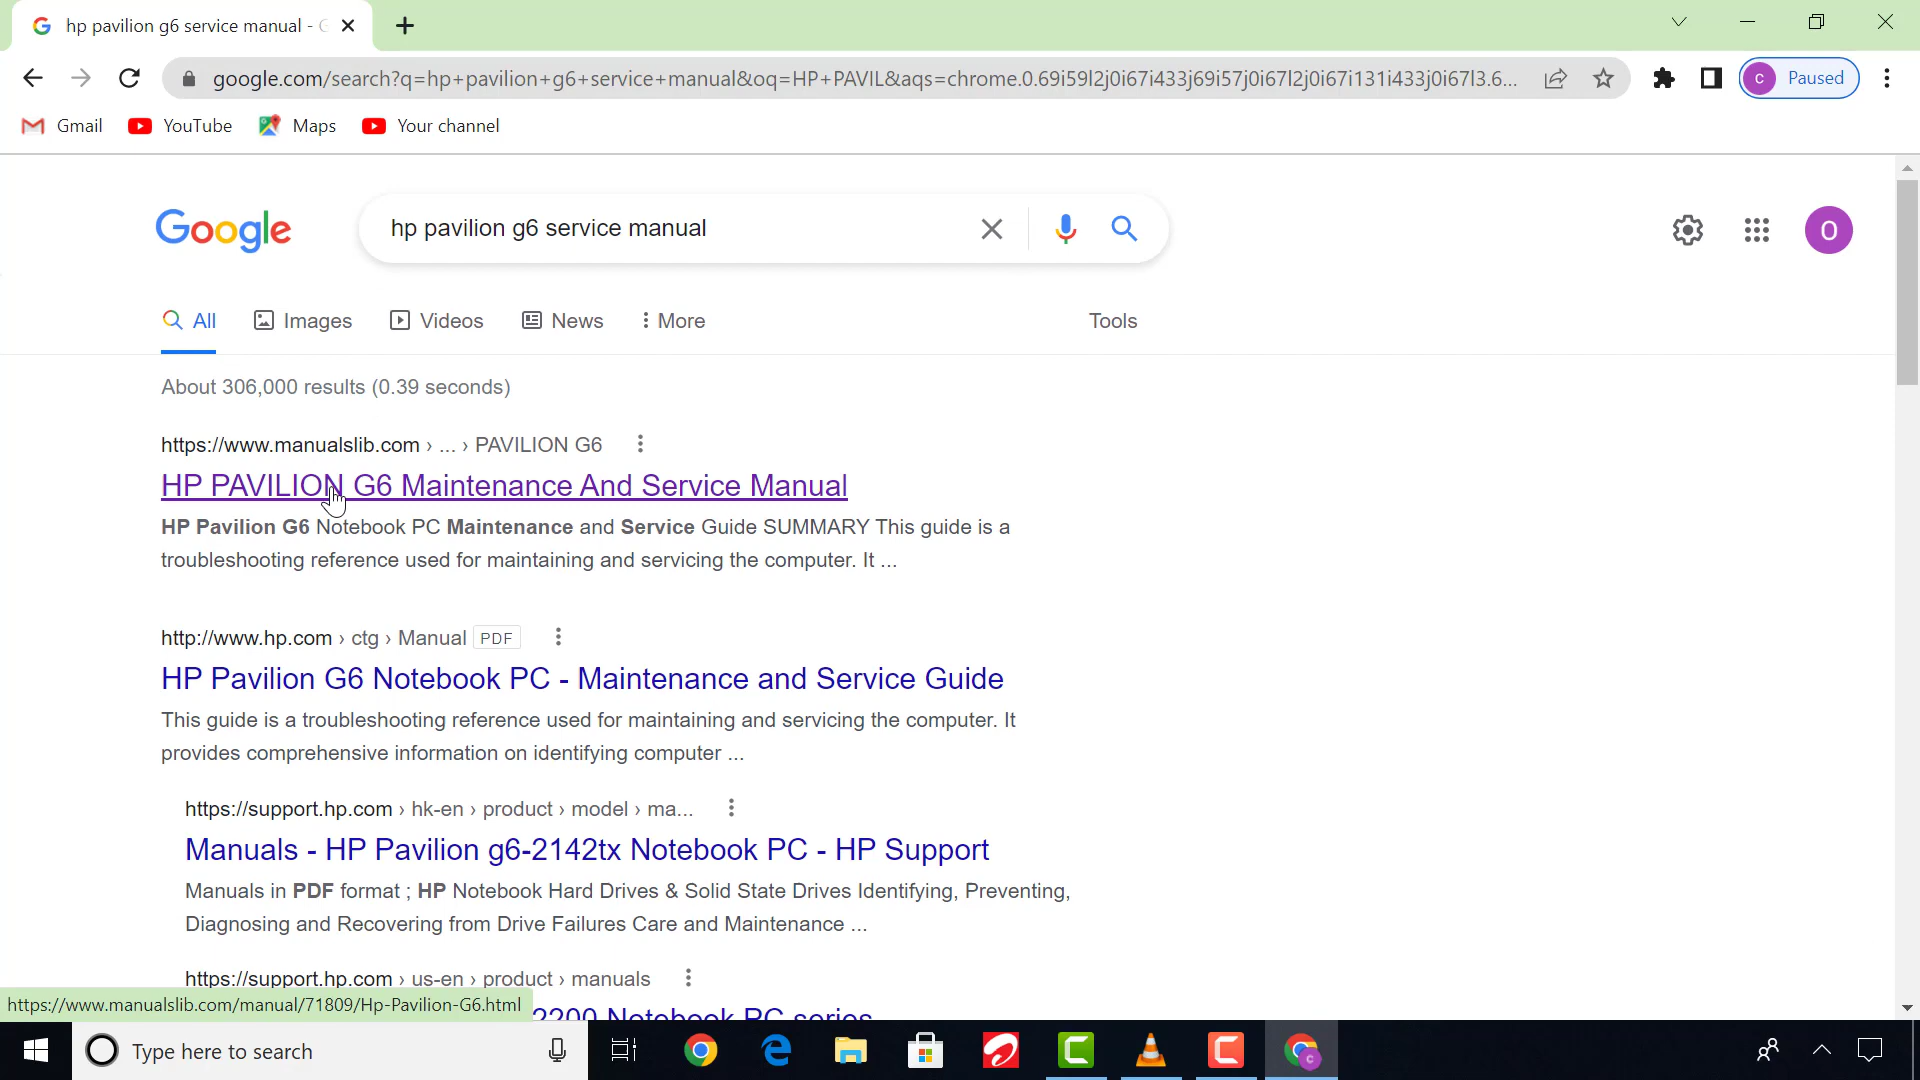 hp pavilion g6 service manual - G
google.com/search?q=hp+pavilion+g6+service+manual&oq=HP+PAVIL&aqs=chrome.0.69i59l2j0i67i433j69i57j0i67l2j0i67i131i433j0i67l3.6...
c Paused
Gmail YouTube Maps Your channel
Google
hp pavilion g6 service manual
O
All Images Videos News More Tools
About 306,000 results (0.39 seconds)
https://www.manualslib.com › ... › PAVILION G6
HP PAVILION G6 Maintenance And Service Manual
HP Pavilion G6 Notebook PC Maintenance and Service Guide SUMMARY This guide is a
troubleshooting reference used for maintaining and servicing the computer. It ...
http://www.hp.com › ctg › Manual PDF
HP Pavilion G6 Notebook PC - Maintenance and Service Guide
This guide is a troubleshooting reference used for maintaining and servicing the computer. It
provides comprehensive information on identifying computer ...
https://support.hp.com › hk-en › product › model › ma...
Manuals - HP Pavilion g6-2142tx Notebook PC - HP Support
Manuals in PDF format ; HP Notebook Hard Drives & Solid State Drives Identifying, Preventing,
Diagnosing and Recovering from Drive Failures Care and Maintenance ...
https://support.hp.com › us-en › product › manuals
2200 Notebook PC series
https://www.manualslib.com/manual/71809/Hp-Pavilion-G6.html
Type here to search